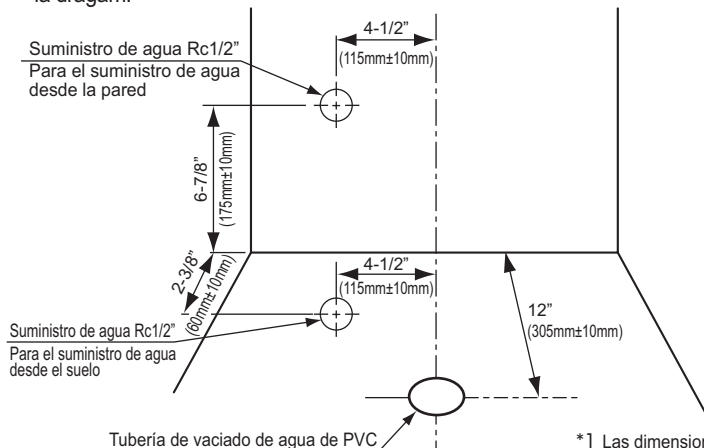 la dragam.
4-1/2”
(115mm±10mm)
Suministro de agua Rc1/2”
Para el suministro de agua
desde la pared
6-7/8”
(175mm±10mm)
2-3/8”
(60mm±10mm)
4-1/2”
(115mm±10mm)
12”
(305mm±10mm)
Suministro de agua Rc1/2”
Para el suministro de agua
desde el suelo
Tubería de vaciado de agua de PVC
*] Las dimension